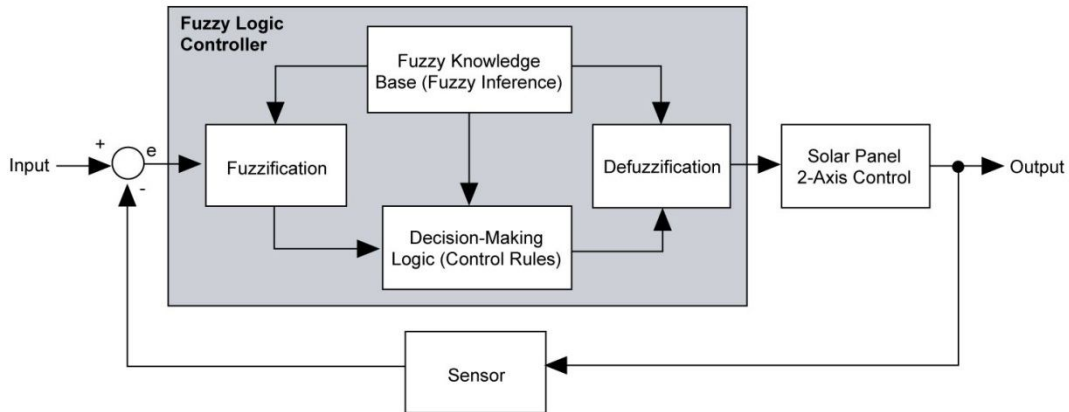 Fuzzy Logic
Controller
Fuzzy Knowledge
Base (Fuzzy Inference)
+
e
Input
-
Fuzzification
Defuzzification
Solar Panel
2-Axis Control
Output
Decision-Making
Logic (Control Rules)
Sensor